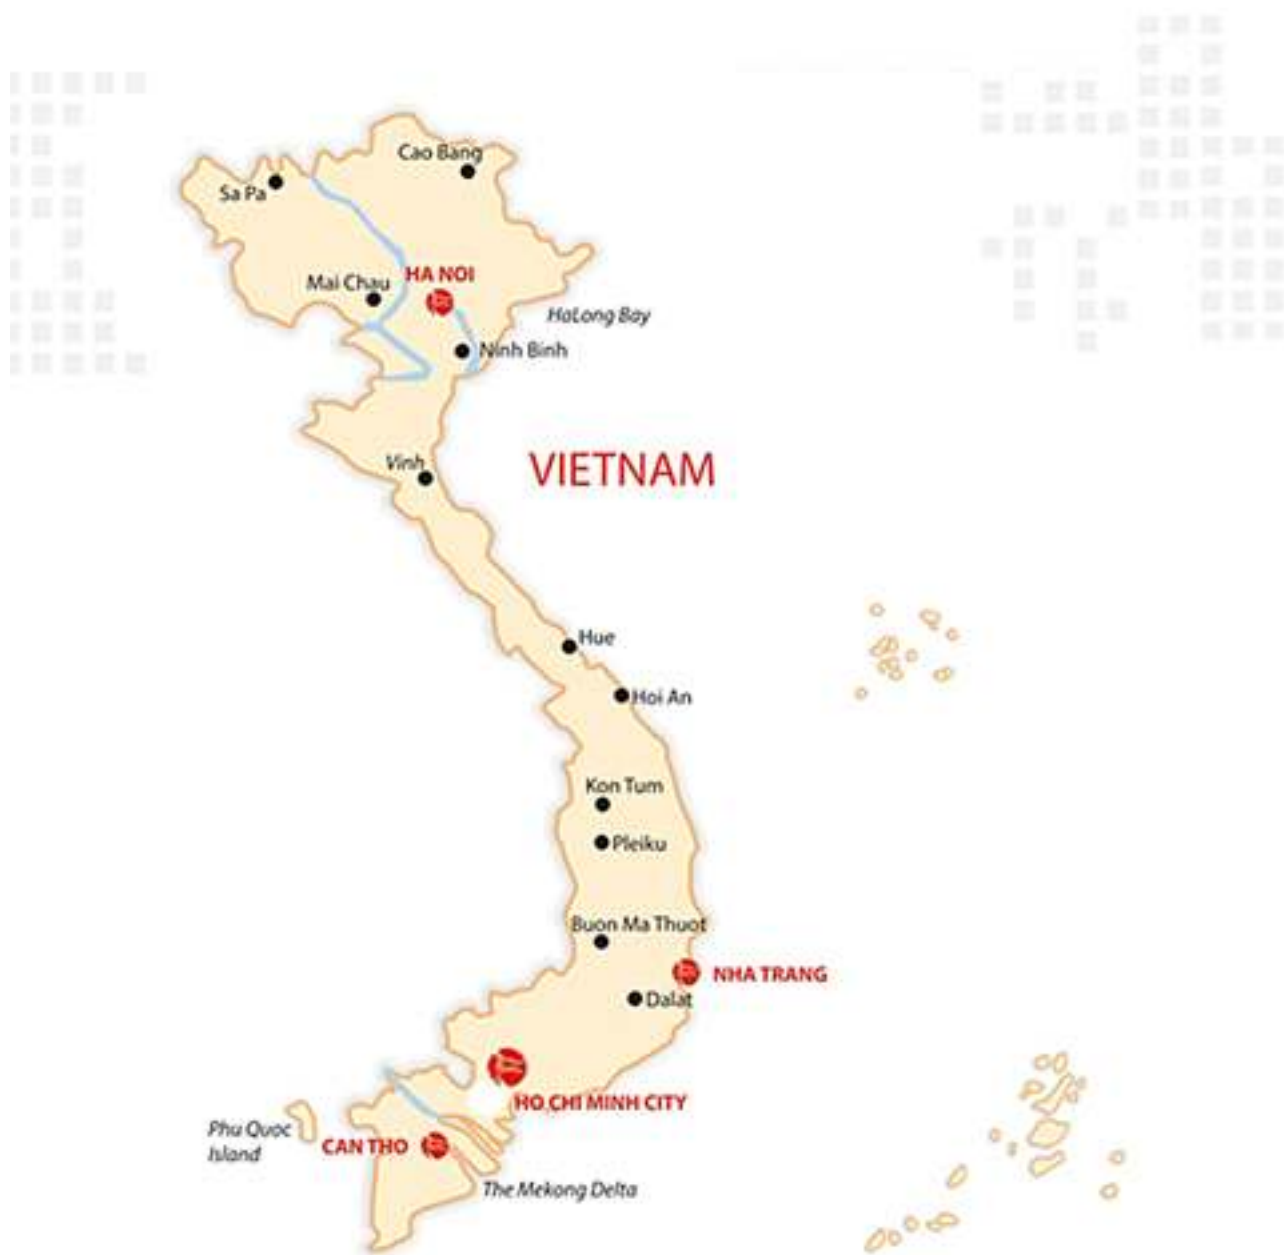 Cao Bang
Sa Pa
HA NOI
Mai Chau
HaLong Bay
Ninh Binh
VIETNAM
Vinh
Hue
Hoi An
Kon Tum
Pleiku
Buon Ma Thuot
NHA TRANG
Dalat
HO CHI MINH CITY
Phu Quoc
Island
CAN THO
The Mekong Delta